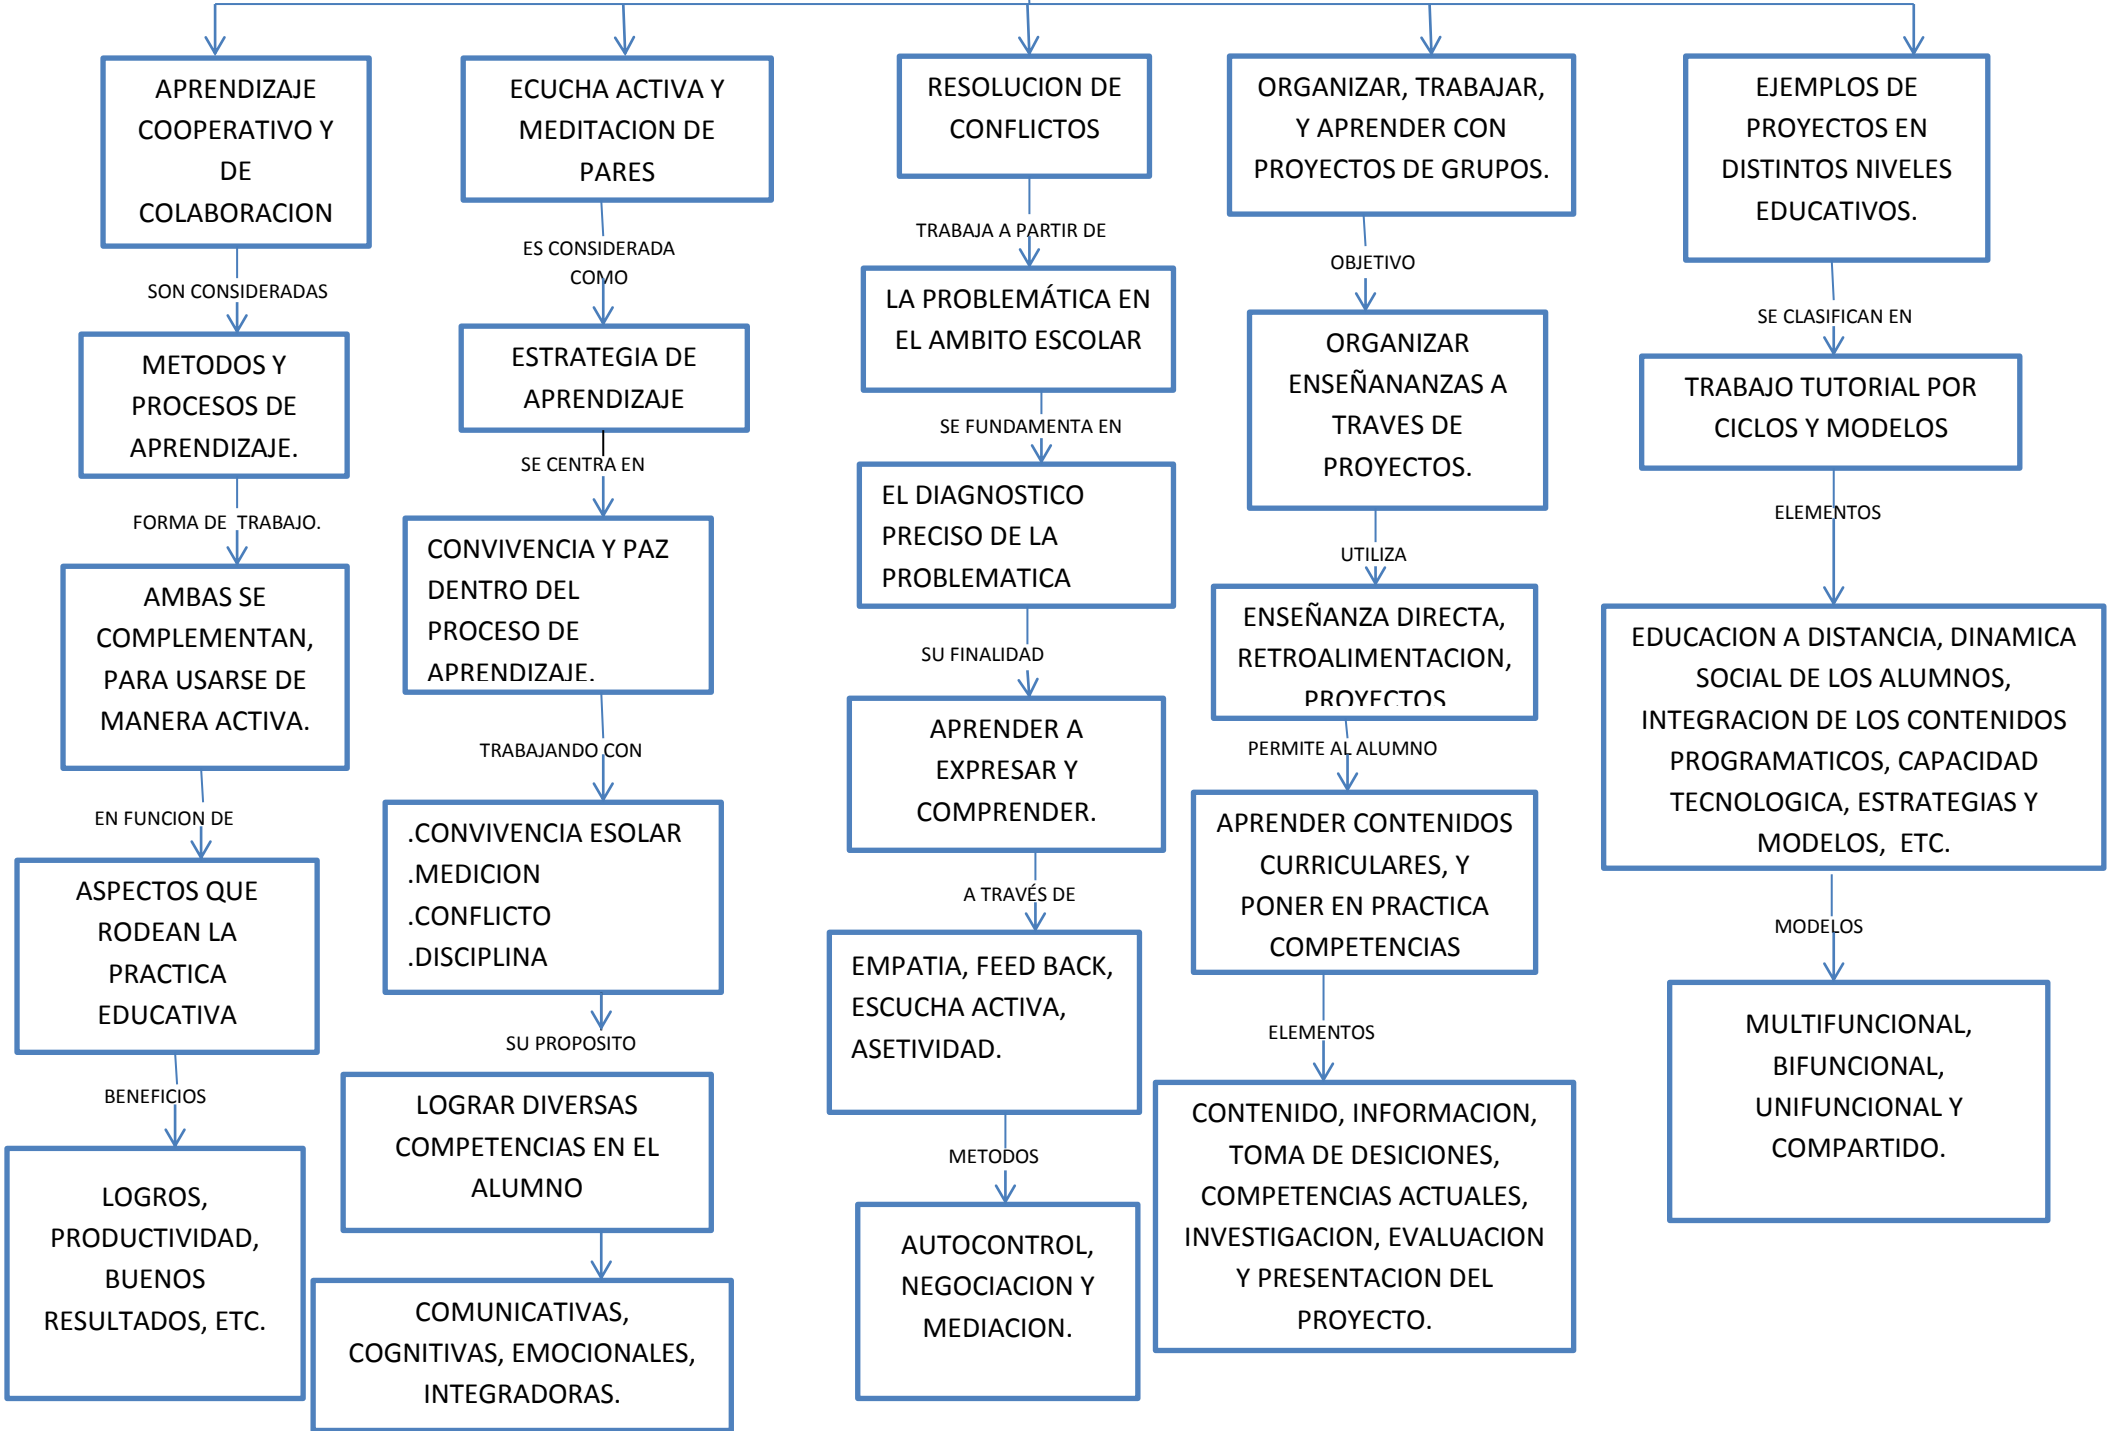 APRENDIZAJE
COOPERATIVO Y
DE
COLABORACION
SON CONSIDERADAS
METODOS Y
PROCESOS DE
APRENDIZAJE.
FORMA DE  TRABAJO.
AMBAS SE
COMPLEMENTAN,
PARA USARSE DE
MANERA ACTIVA.
EN FUNCION DE
ASPECTOS QUE
RODEAN LA
PRACTICA
EDUCATIVA
BENEFICIOS
LOGROS,
PRODUCTIVIDAD,
BUENOS
RESULTADOS, ETC.
ECUCHA ACTIVA Y
MEDITACION DE
PARES
ES CONSIDERADA
COMO
ESTRATEGIA DE
APRENDIZAJE
SE CENTRA EN
CONVIVENCIA Y PAZ
DENTRO DEL
PROCESO DE
APRENDIZAJE.
TRABAJANDO CON
.CONVIVENCIA ESOLAR
.MEDICION
.CONFLICTO
.DISCIPLINA
SU PROPOSITO
LOGRAR DIVERSAS
COMPETENCIAS EN EL
ALUMNO
COMUNICATIVAS,
COGNITIVAS, EMOCIONALES,
INTEGRADORAS.
RESOLUCION DE
CONFLICTOS
TRABAJA A PARTIR DE
LA PROBLEMÁTICA EN
EL AMBITO ESCOLAR
SE FUNDAMENTA EN
EL DIAGNOSTICO
PRECISO DE LA
PROBLEMATICA
SU FINALIDAD
APRENDER A
EXPRESAR Y
COMPRENDER.
A TRAVÉS DE
EMPATIA, FEED BACK,
ESCUCHA ACTIVA,
ASETIVIDAD.
METODOS
AUTOCONTROL,
NEGOCIACION Y
MEDIACION.
ORGANIZAR, TRABAJAR,
Y APRENDER CON
PROYECTOS DE GRUPOS.
OBJETIVO
ORGANIZAR
ENSEÑANANZAS A
TRAVES DE
PROYECTOS.
UTILIZA
ENSEÑANZA DIRECTA,
RETROALIMENTACION,
PROYECTOS
PERMITE AL ALUMNO
APRENDER CONTENIDOS
CURRICULARES, Y
PONER EN PRACTICA
COMPETENCIAS
ELEMENTOS
CONTENIDO, INFORMACION,
TOMA DE DESICIONES,
COMPETENCIAS ACTUALES,
INVESTIGACION, EVALUACION
Y PRESENTACION DEL
PROYECTO.
EJEMPLOS DE
PROYECTOS EN
DISTINTOS NIVELES
EDUCATIVOS.
SE CLASIFICAN EN
TRABAJO TUTORIAL POR
CICLOS Y MODELOS
ELEMENTOS
EDUCACION A DISTANCIA, DINAMICA
SOCIAL DE LOS ALUMNOS,
INTEGRACION DE LOS CONTENIDOS
PROGRAMATICOS, CAPACIDAD
TECNOLOGICA, ESTRATEGIAS Y
MODELOS,  ETC.
MODELOS
MULTIFUNCIONAL,
BIFUNCIONAL,
UNIFUNCIONAL Y
COMPARTIDO.